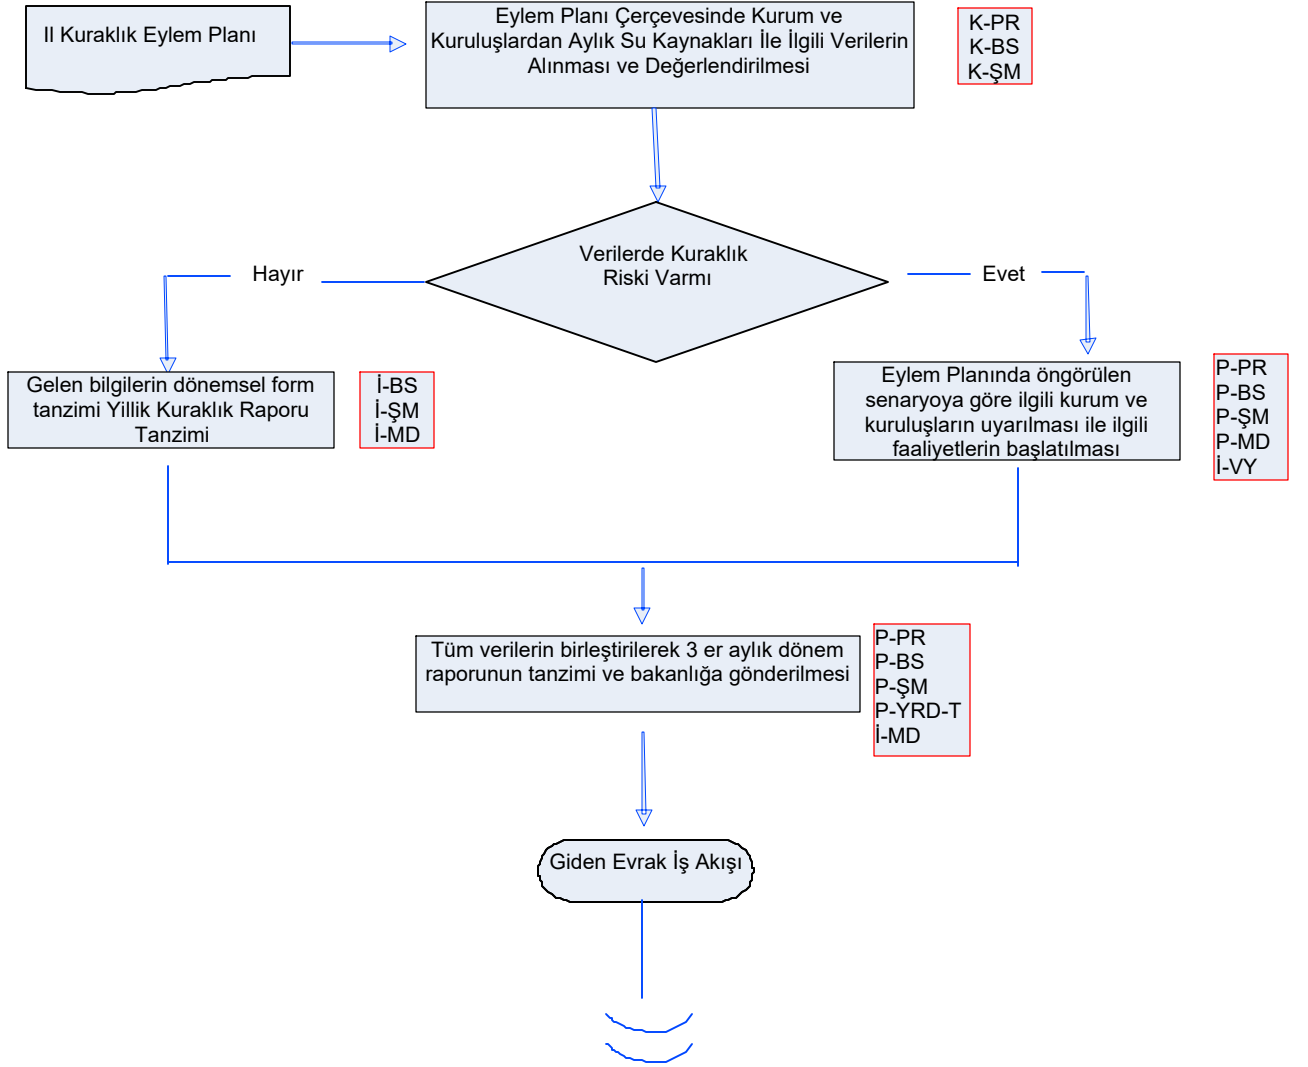 II Kuraklık Eylem Planı
Eylem Planı Çerçevesinde Kurum ve
Kuruluşlardan Aylık Su Kaynakları İle İlgili Verilerin
Alınması ve Değerlendirilmesi
K-PR
K-BS
K-ŞM
Verilerde Kuraklık
Riski Varmı
Hayır
Evet
Gelen bilgilerin dönemsel form
tanzimi Yillik Kuraklık Raporu
Tanzimi
İ-BS
İ-ŞM
İ-MD
Eylem Planında öngörülen
senaryoya göre ilgili kurum ve
kuruluşların uyarılması ile ilgili
faaliyetlerin başlatılması
P-PR
P-BS
P-ŞM
P-MD
İ-VY
Tüm verilerin birleştirilerek 3 er aylık dönem
raporunun tanzimi ve bakanlığa gönderilmesi
P-PR
P-BS
P-ŞM
P-YRD-T
İ-MD
Giden Evrak İş Akışı